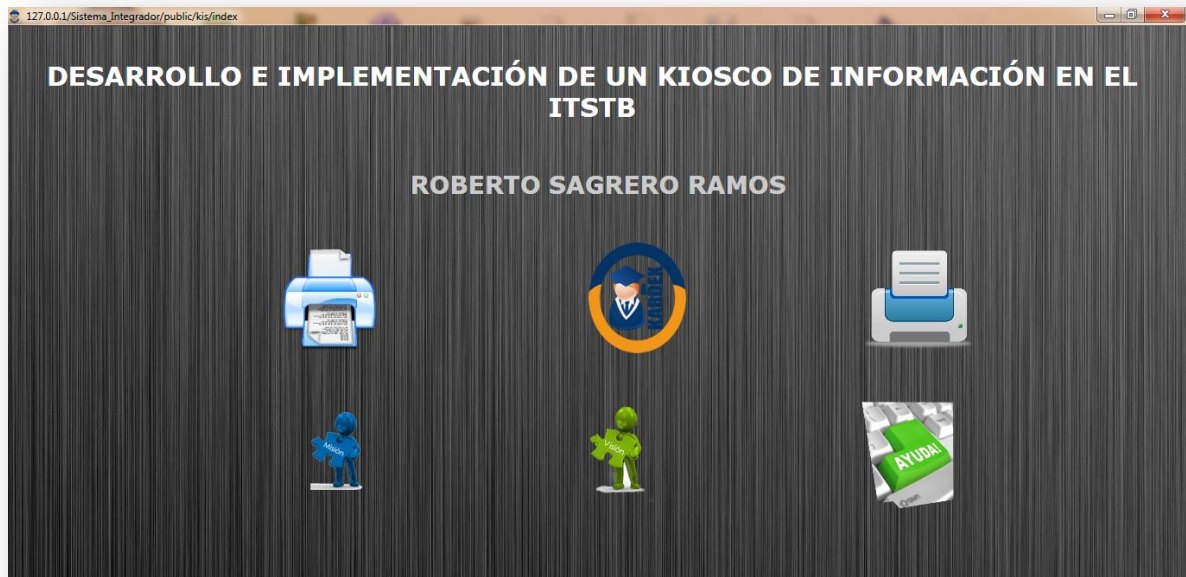 127.0.0.1/Sistema_Integrador/public/kis/index
DESARROLLO E IMPLEMENTACIÓN DE UN KIOSCO DE INFORMACIÓN EN EL
ITSTB
ROBERTO SAGRERO RAMOS
KARDEX
Misión
Visión
AYUDA!